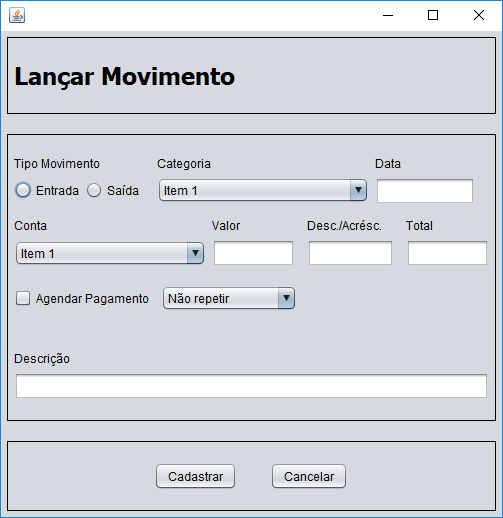 Lançar Movimento
Tipo Movimento Categoria Data
Entrada Saída Item 1
Conta Valor Desc./Acrésc. Total
Item 1
Agendar Pagamento Não repetir
Descrição
Cadastrar Cancelar